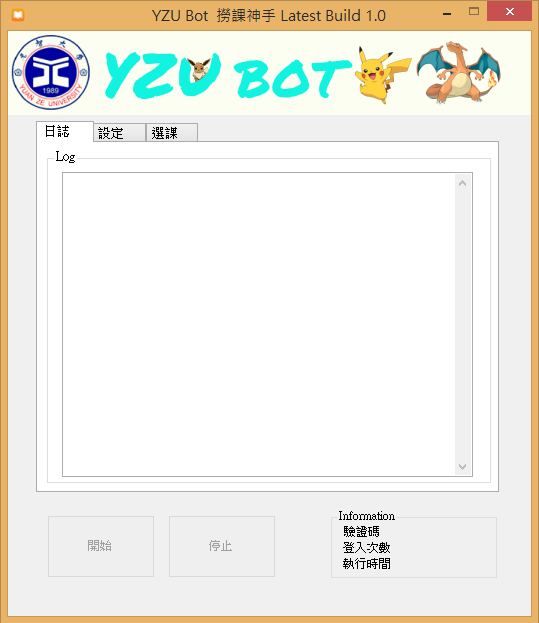 YZU Bot 撈課神手 Latest Build 1.0
元智大學
YUAN ZE UNIVERSITY
1989
YZU BOT
日誌
設定
選謀
Log
開始
停止
Information
驗證碼
登入次數
執行時間